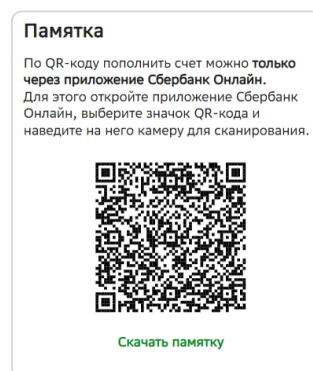 Памятка
По QR-коду пополнить счет можно только
через приложение Сбербанк Онлайн.
Для этого откройте приложение Сбербанк
Онлайн, выберите значок QR-кода и
наведите на него камеру для сканирования.
Скачать памятку